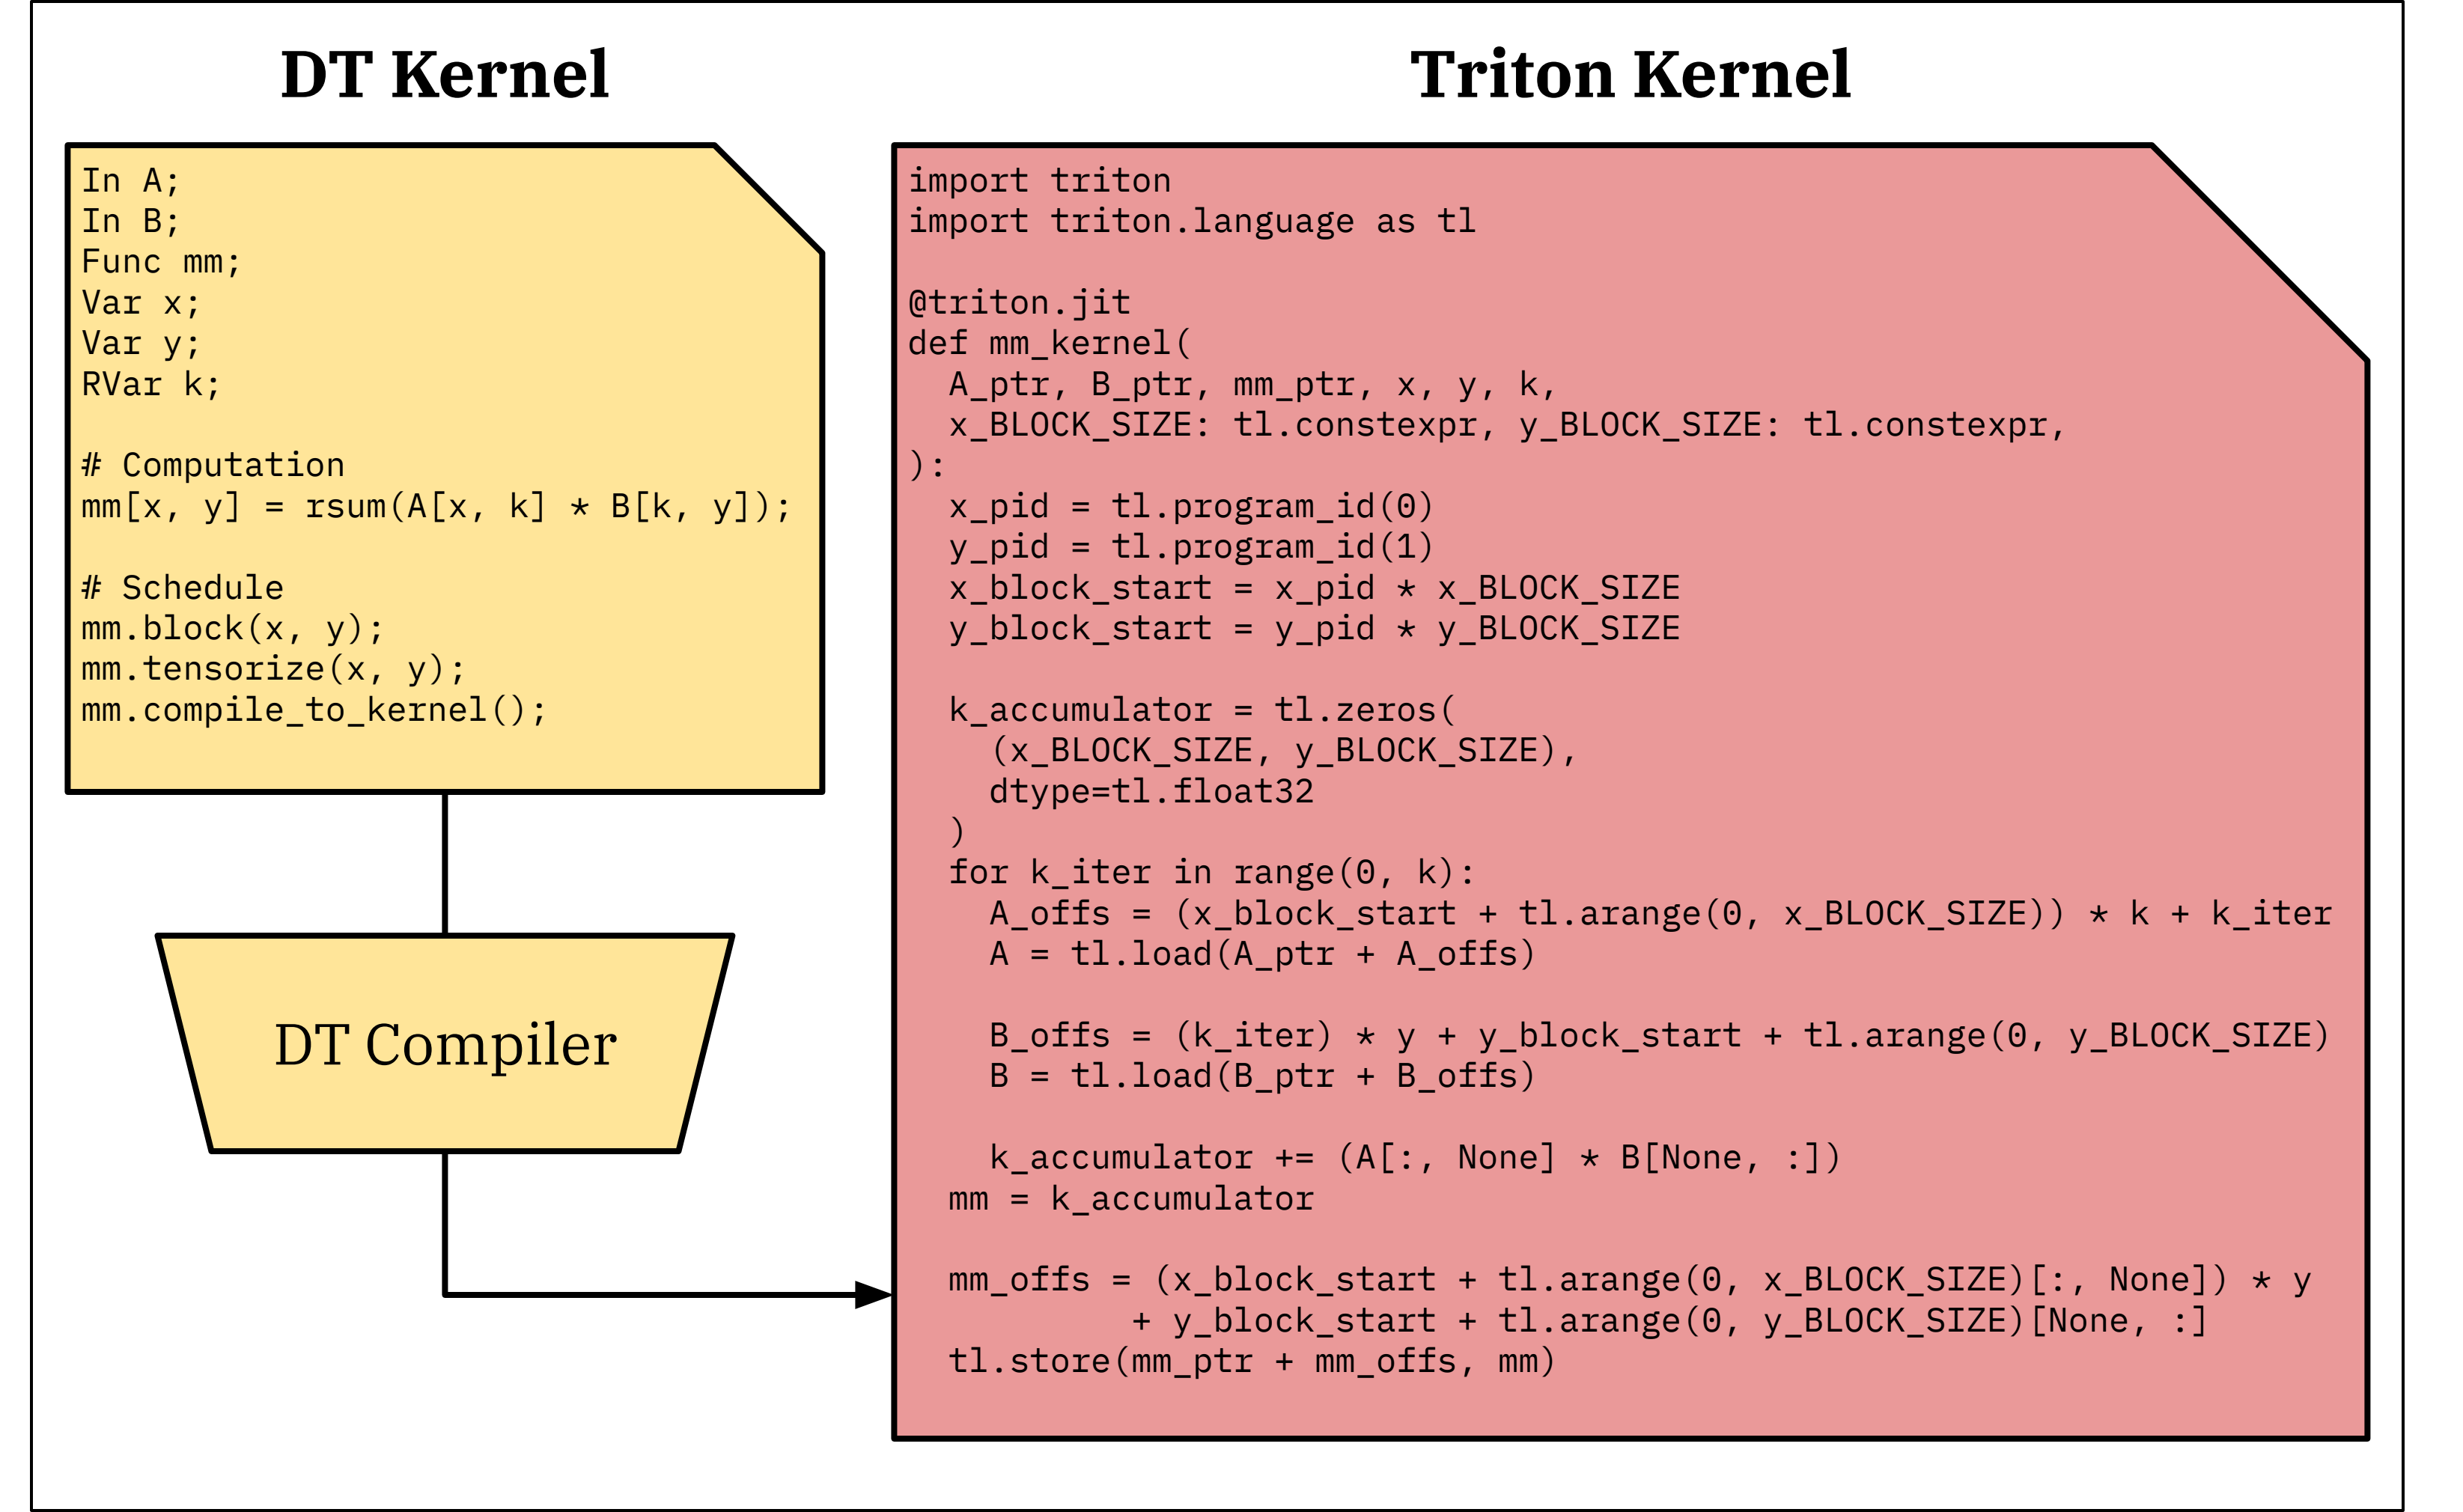 DT Kernel
In A;
In B;
Func mm;
Var x;
Var y;
RVar k;
# Computation
mm[x, y] = rsum(A[x, k] * B[k, y]);
# Schedule
mm.block(x, y);
mm.tensorize(x, y);
mm.compile_to_kernel();
DT Compiler
Triton Kernel
import triton
import triton.language as tl
@triton.jit
def mm_kernel(
  A_ptr, B_ptr, mm_ptr, x, y, k,
  x_BLOCK_SIZE: tl.constexpr, y_BLOCK_SIZE: tl.constexpr,
):
  x_pid = tl.program_id(0)
  y_pid = tl.program_id(1)
  x_block_start = x_pid * x_BLOCK_SIZE
  y_block_start = y_pid * y_BLOCK_SIZE
  k_accumulator = tl.zeros(
    (x_BLOCK_SIZE, y_BLOCK_SIZE),
    dtype=tl.float32
  )
  for k_iter in range(0, k):
    A_offs = (x_block_start + tl.arange(0, x_BLOCK_SIZE)) * k + k_iter
    A = tl.load(A_ptr + A_offs)
    B_offs = (k_iter) * y + y_block_start + tl.arange(0, y_BLOCK_SIZE)
    B = tl.load(B_ptr + B_offs)
    k_accumulator += (A[:, None] * B[None, :])
  mm = k_accumulator
  mm_offs = (x_block_start + tl.arange(0, x_BLOCK_SIZE)[:, None]) * y
           + y_block_start + tl.arange(0, y_BLOCK_SIZE)[None, :]
  tl.store(mm_ptr + mm_offs, mm)